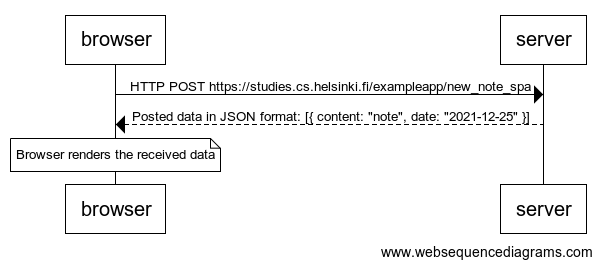 browser server
HTTP POST https://studies.cs.helsinki.fi/exampleapp/new_note_spa
Posted data in JSON format: [{ content: "note", date: "2021-12-25" }]
Browser renders the received data
browser server
www.websequencediagrams.com